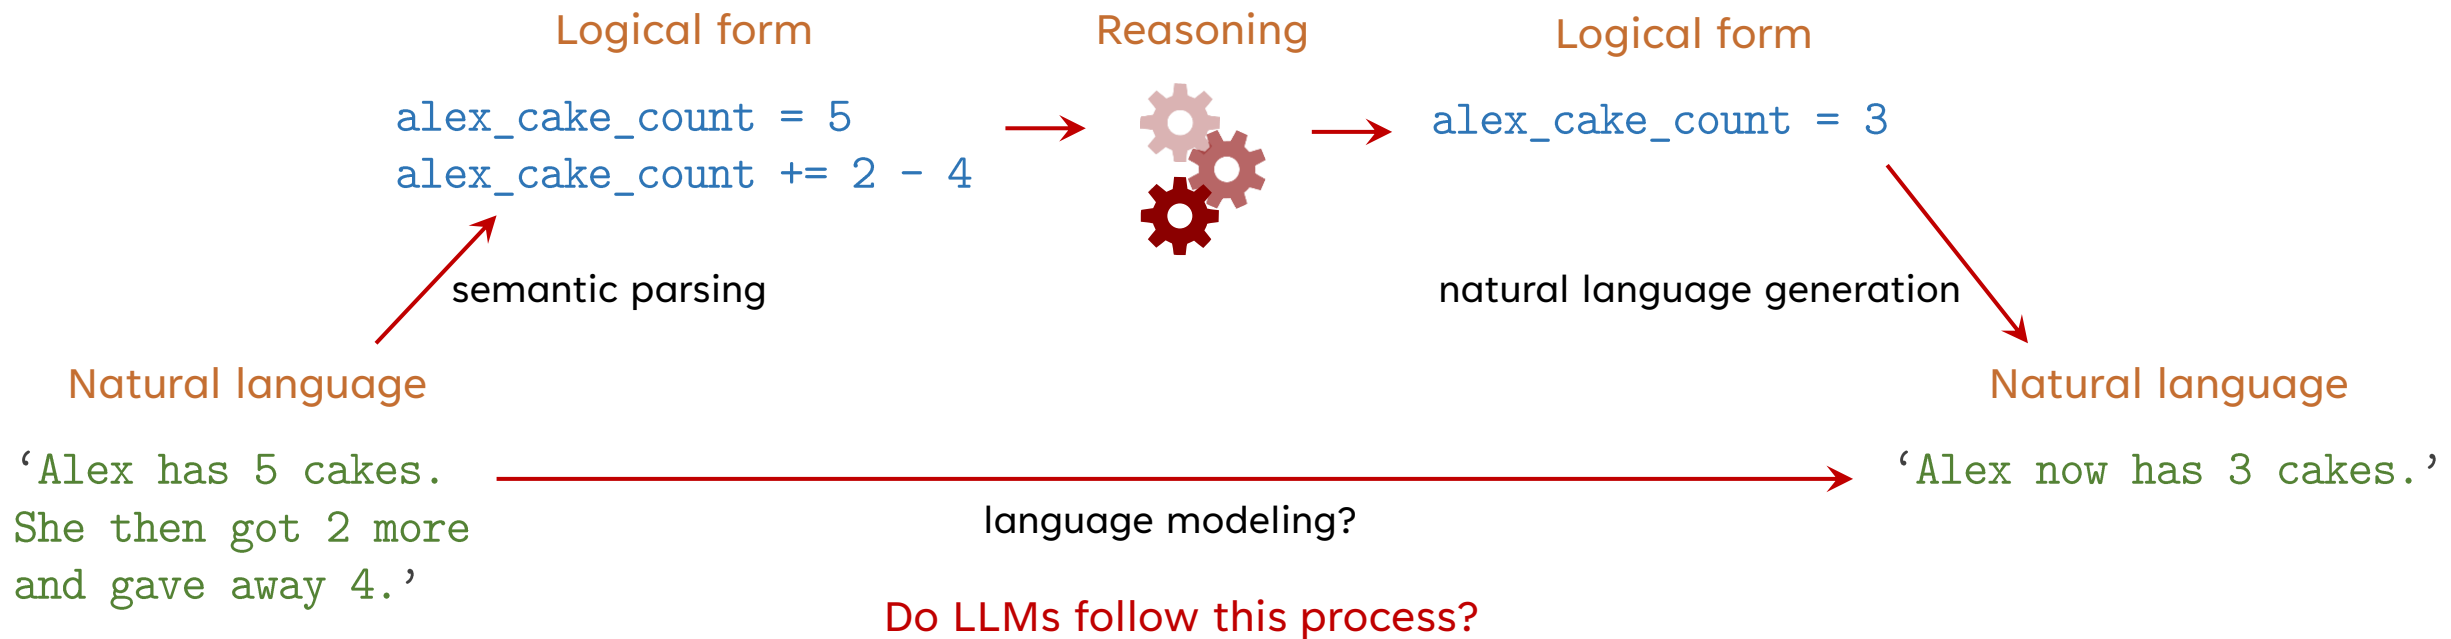 Logical form
Reasoning
Logical form
alex_cake_count = 5
alex_cake_count += 2 - 4
alex_cake_count = 3
semantic parsing
natural language generation
Natural language
Natural language
‘Alex has 5 cakes.
She then got 2 more
and gave away 4.’
‘Alex now has 3 cakes.’
language modeling?
Do LLMs follow this process?